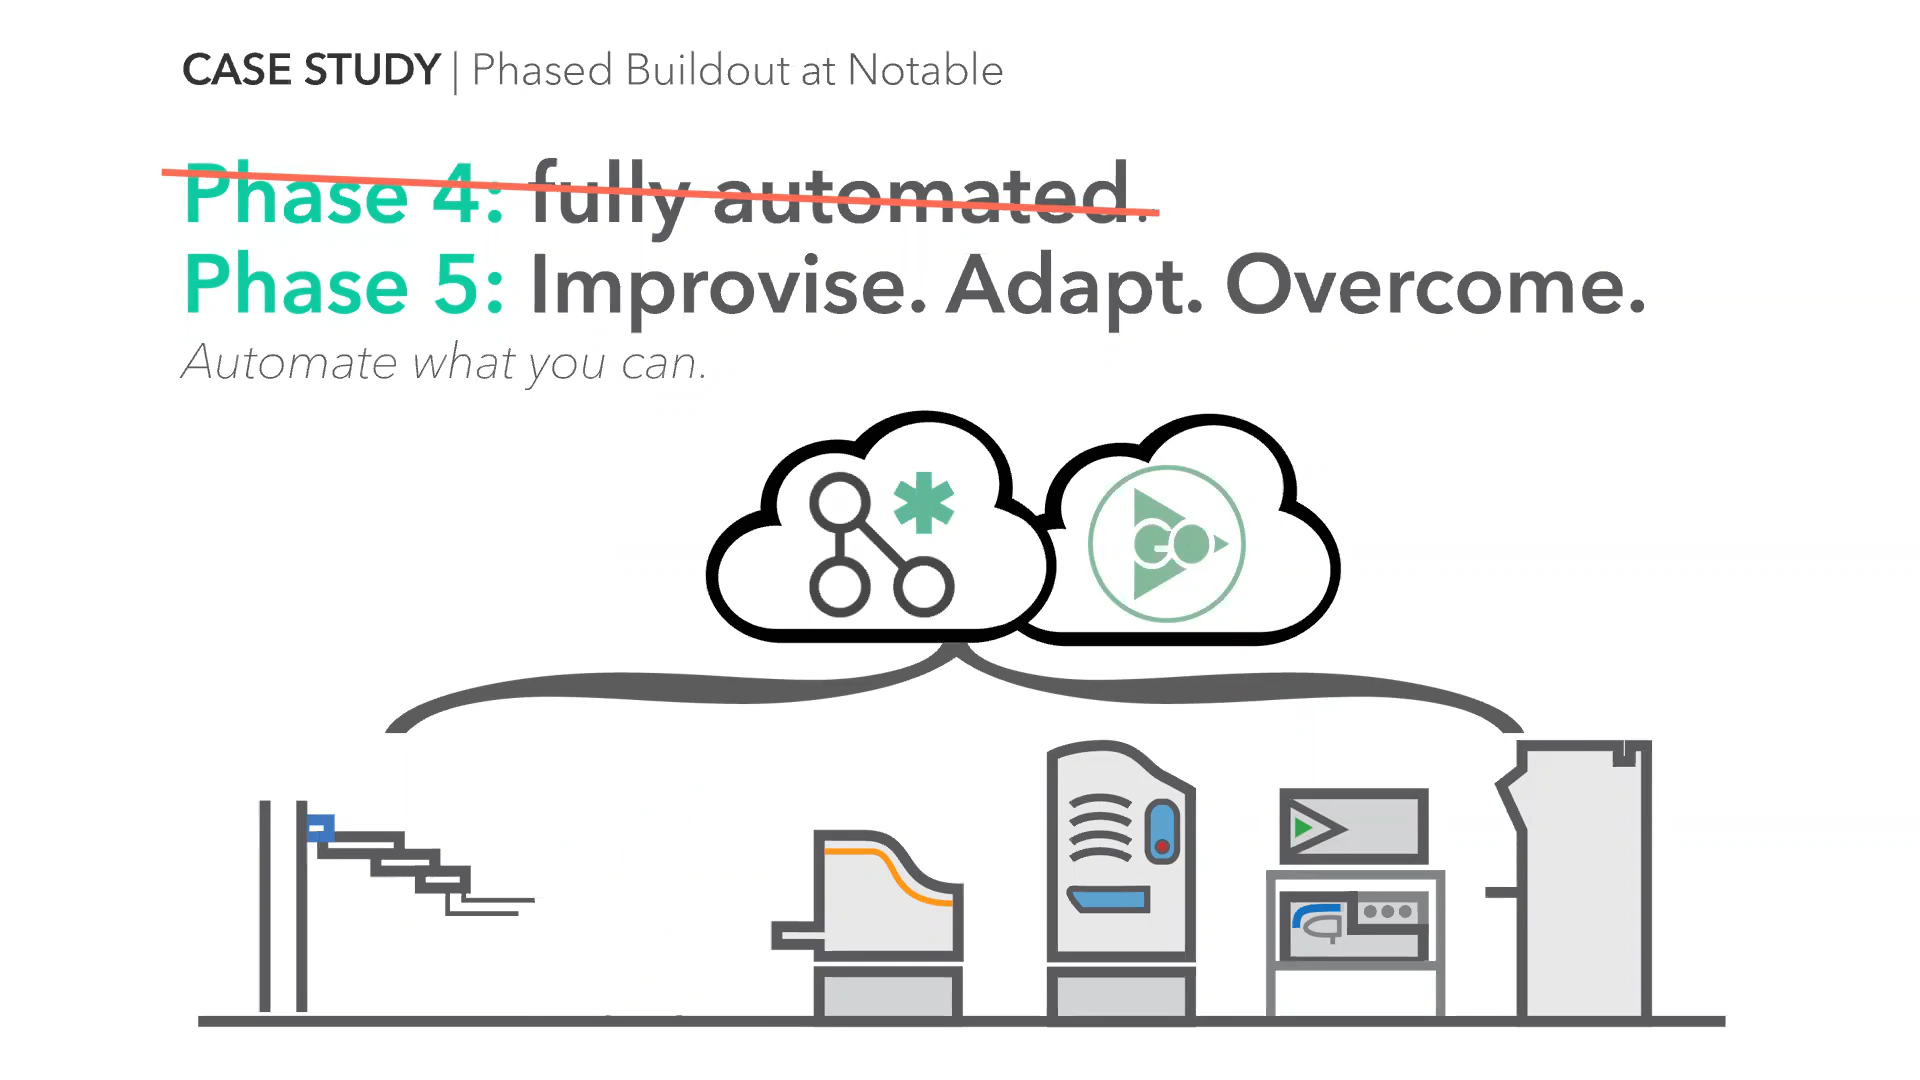 CASE STUDY | Phased Buildout at Notable
Phase 4: fully automated.
Phase 5: Improvise. Adapt. Overcome.
Automate what you can.
GO